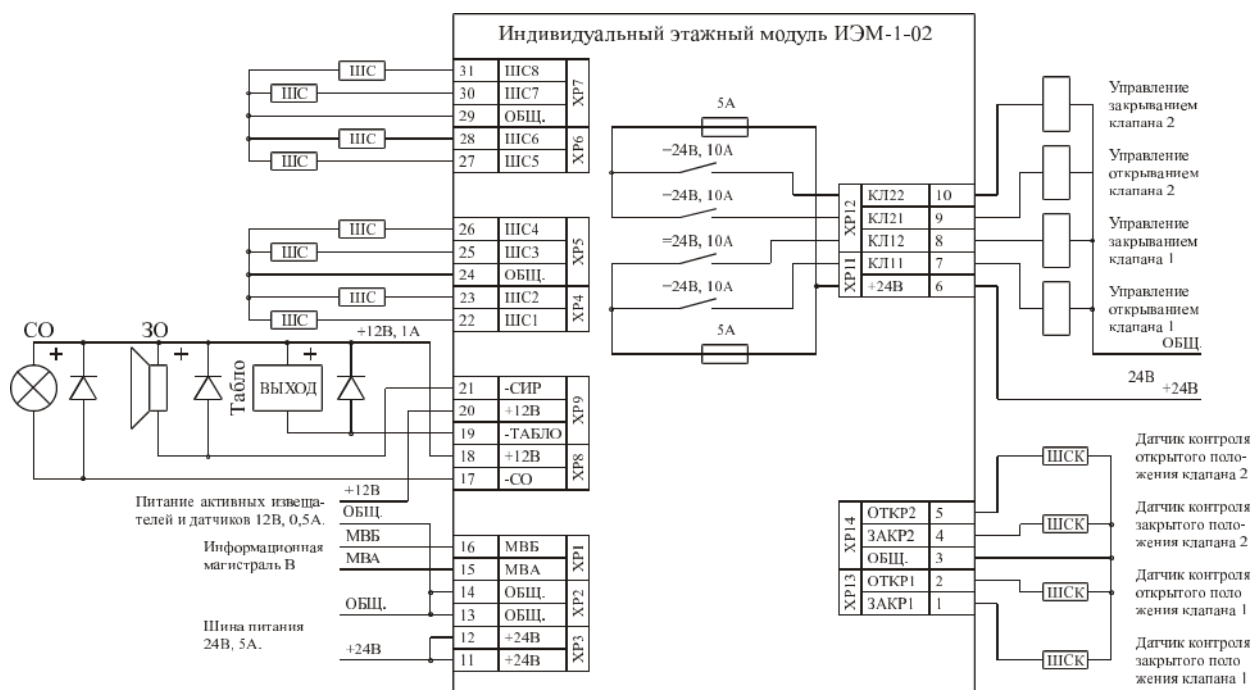 Индивидуальный этажный модуль ИЭМ-1-02
ШС
31 ШС8
ШС
30 ШС7
29 ОБЩ.
XP7
ШС
28 ШС6
ШС
27 ШС5
XP6
ШС
26 ШС4
ШС
25 ШС3
24 ОБЩ.
XP5
ШС
23 ШС2
ШС
22 ШС1
XP4
СО
ЗО
+12В, 1А
+
+
+
Табло
ВЫХОД
21 -СИР
20 +12В
19 -ТАБЛО
XP9
18 +12В
17 -СО
XP8
Питание активных извеща-
телей и датчиков 12В, 0,5А.
+12В
ОБЩ.
Информационная
магистраль В
МВБ
МВА
16 МВБ
15 МВА
XP1
14 ОБЩ.
13 ОБЩ.
XP2
ОБЩ.
Шина питания
24В, 5А.
+24В
12 +24В
11 +24В
XP3
5А
=24В, 10А
=24В, 10А
=24В, 10А
=24В, 10А
5А
XP12
КЛ22 10
КЛ21 9
КЛ12 8
XP11
КЛ11 7
+24В 6
Управление
закрыванием
клапана 2
Управление
открыванием
клапана 2
Управление
закрыванием
клапана 1
Управление
открыванием
клапана 1
ОБЩ.
24В
+24В
XP14
ОТКР2 5
ЗАКР2 4
ОБЩ. 3
XP13
ОТКР1 2
ЗАКР1 1
ШСК
Датчик контроля
открытого поло-
жения клапана 2
ШСК
Датчик контроля
закрытого поло-
жения клапана 2
ШСК
Датчик контроля
открытого поло
жения клапана 1
ШСК
Датчик контроля
закрытого поло
жения клапана 1